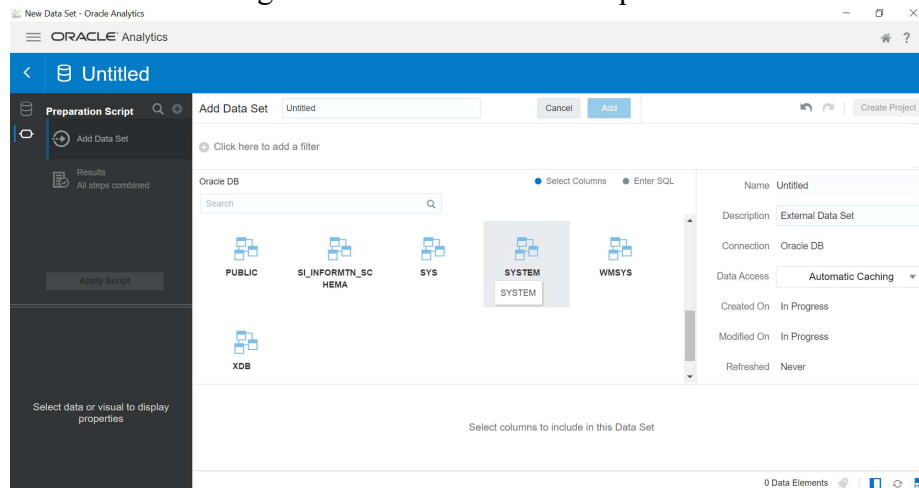 New Data Set - Oracle Analytics
ORACLE Analytics
?
Untitled
Preparation Script
Add Data Set
Results
All steps combined
Apply Script
Select data or visual to display
properties
Add Data Set Untitled Cancel Add Create Project
Click here to add a filter
Oracle DB Select Columns Enter SQL
Search
PUBLIC SI_INFORMTN_SC SYS SYSTEM WMSYS
HEMA
SYSTEM
XDB
Name Untitled
Description External Data Set
Connection Oracle DB
Data Access Automatic Caching
Created On In Progress
Modified On In Progress
Refreshed Never
Select columns to include in this Data Set
0 Data Elements